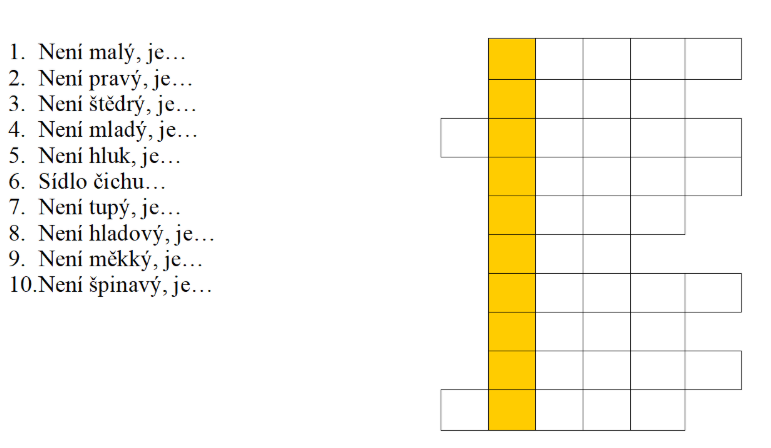 1. Není malý, je…
2. Není pravý, je…
3. Není štědrý, je…
4. Není mladý, je…
5. Není hluk, je…
6. Sídlo čichu…
7. Není tupý, je…
8. Není hladový, je…
9. Není měkký, je…
10.Není špinavý, je…